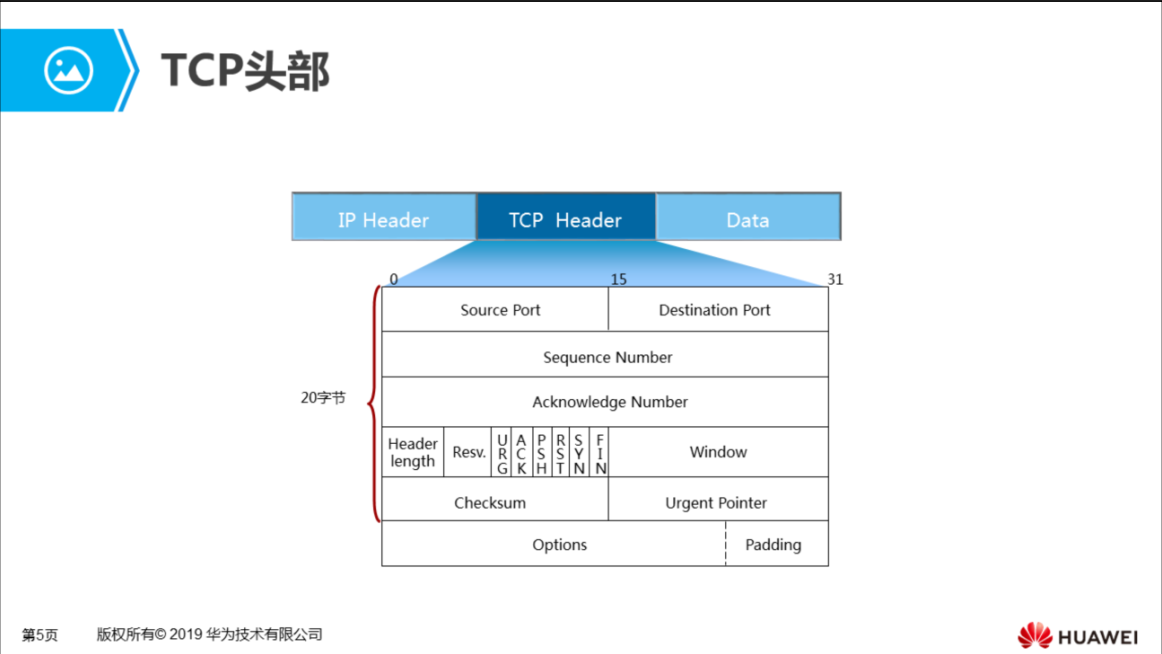 TCP头部
IP Header
TCP Header
Data
0
15
31
Source Port
Destination Port
Sequence Number
20字节
Acknowledge Number
Header
length
Resv.
URG
ACK
PSH
RST
SYN
FIN
Window
Checksum
Urgent Pointer
Options
Padding
第5页
版权所有© 2019 华为技术有限公司
HUAWEI